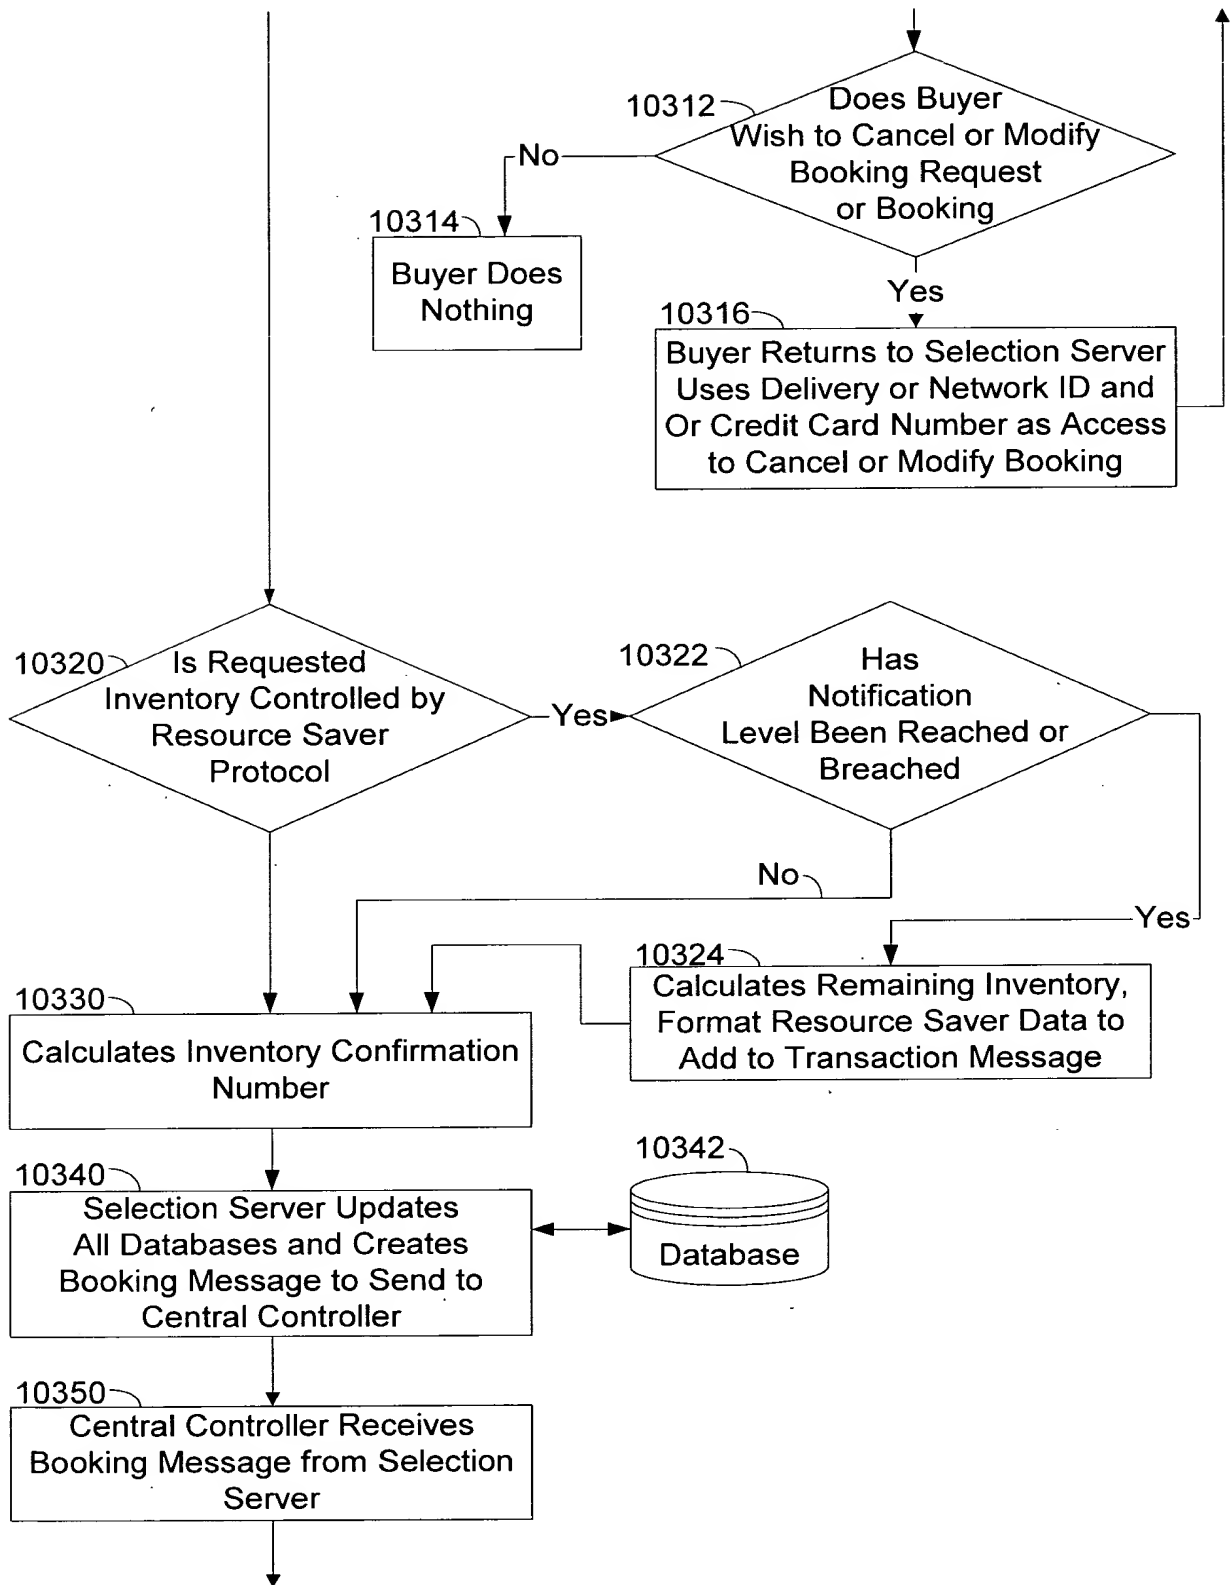 10312
Does Buyer
Wish to Cancel or Modify
Booking Request
or Booking
No
10314
Buyer Does
Nothing
Yes
10316
Buyer Returns to Selection Server
Uses Delivery or Network ID and
Or Credit Card Number as Access
to Cancel or Modify Booking
10320
Is Requested
Inventory Controlled by
Resource Saver
Protocol
Yes
10322
Has
Notification
Level Been Reached or
Breached
No
Yes
10324
Calculates Remaining Inventory,
Format Resource Saver Data to
Add to Transaction Message
10330
Calculates Inventory Confirmation
Number
10340
Selection Server Updates
All Databases and Creates
Booking Message to Send to
Central Controller
10342
Database
10350
Central Controller Receives
Booking Message from Selection
Server